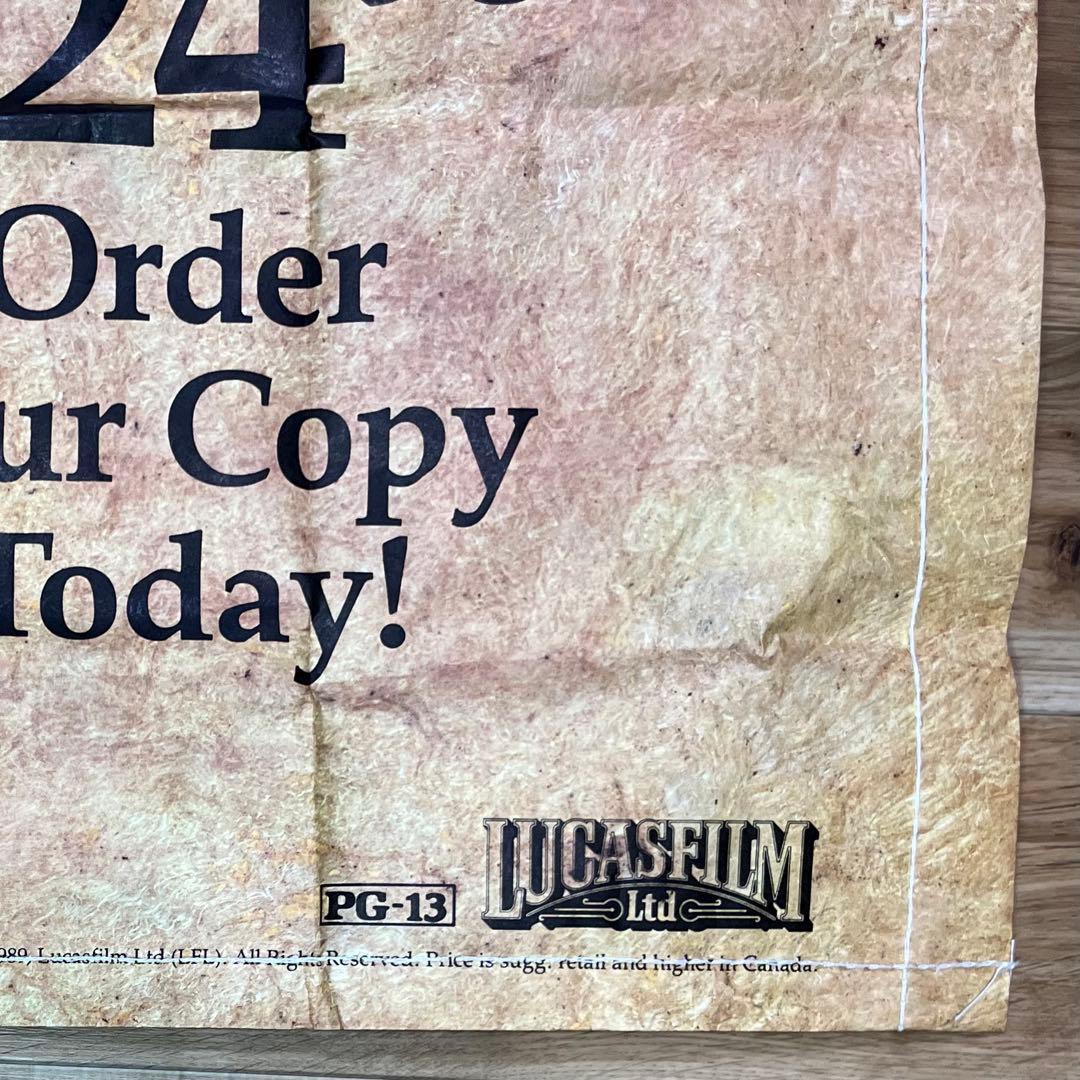 24
Order
ur Copy
Today!
PG-13
LUCASFILM
Ltd
989, Lucasfilm Ltd (LFL). All Rights Reserved. Price is sugg. retail and higher in Canada.